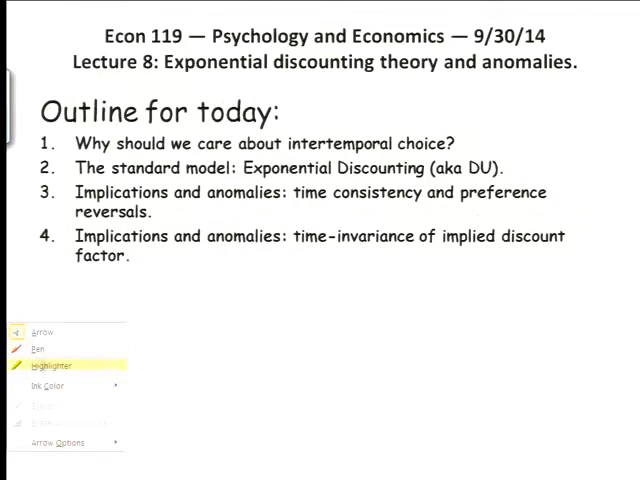 Econ 119 — Psychology and Economics — 9/30/14
Lecture 8: Exponential discounting theory and anomalies.
Outline for today:
1. Why should we care about intertemporal choice?
2. The standard model: Exponential Discounting (aka DU).
3. Implications and anomalies: time consistency and preference
reversals.
4. Implications and anomalies: time-invariance of implied discount
factor.
Arrow
Pen
Highlighter
Ink Color
Arrow Options